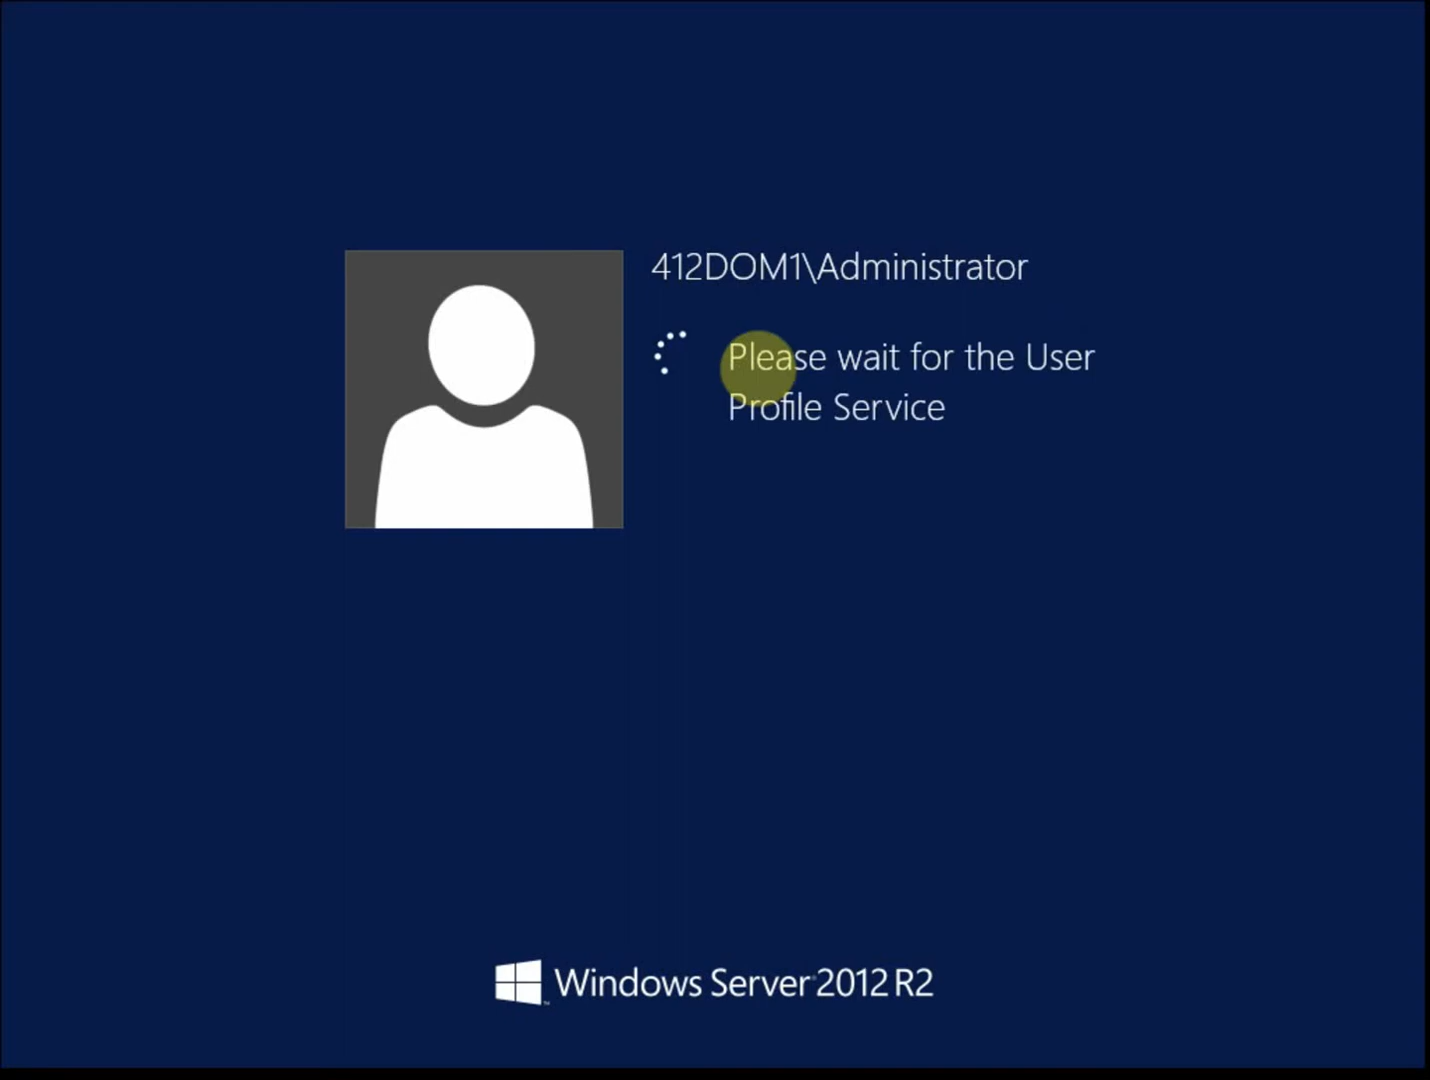 412DOM1\Administrator
Please wait for the User
Profile Service
Windows Server 2012 R2